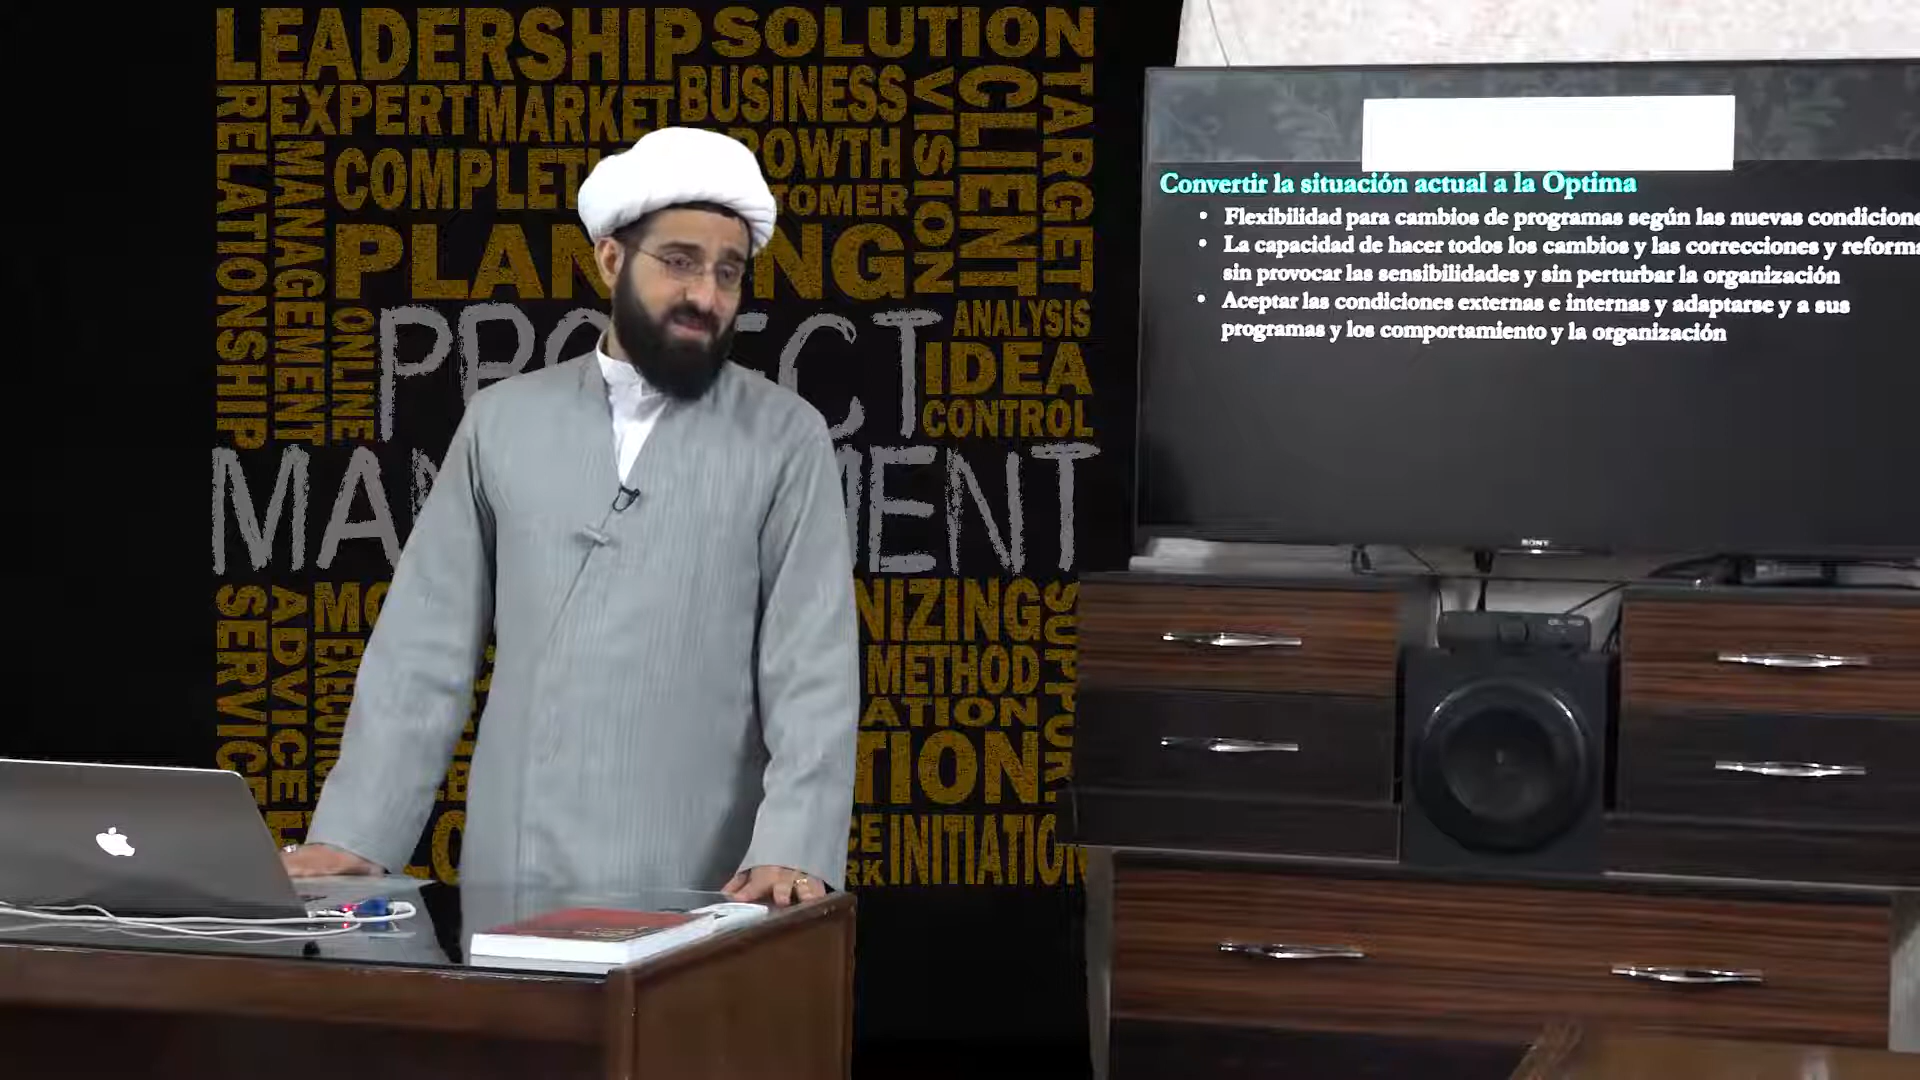 LEADERSHIP
SOLUTION
RELATIONSHIP
EXPERT
MARKET
BUSINESS
VISION
CLIENT
TARGET
MANAGEMENT
ONLINE
PLANNING
ANALYSIS
IDEA
CONTROL
SERVICE
ADVICE
METHOD
INITIATION
Convertir la situación actual a la Optima
• Flexibilidad para cambios de programas según las nuevas
• La capacidad de hacer todos los cambios y las correcciones y
sin provocar las sensibilidades y sin perturbar la organización
• Aceptar las condiciones externas e internas y adaptarse y a sus
programas y los comportamiento y la organización
SONY